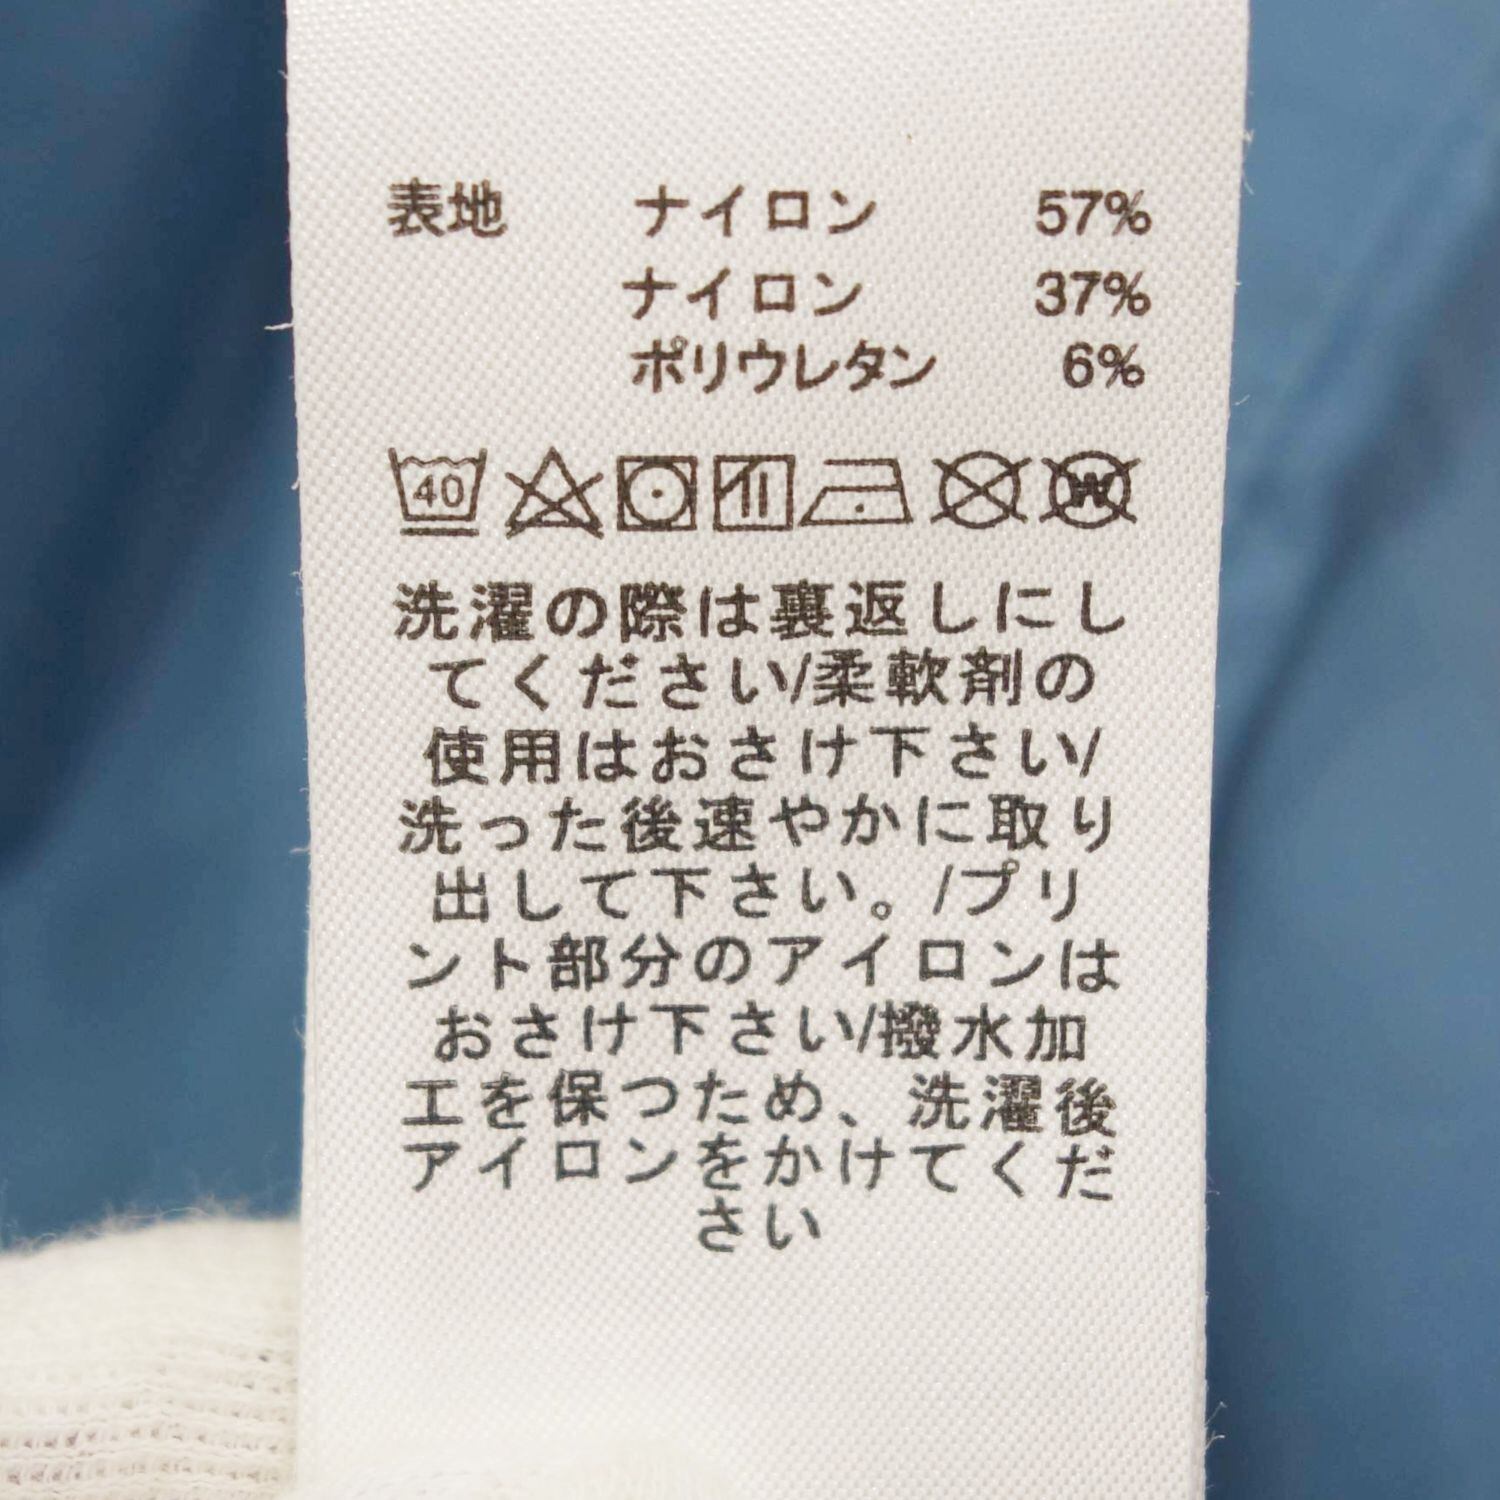 表地 ナイロン 57%
ナイロン 37%
ポリウレタン 6%
40 W
洗濯の際は裏返しにし
てください/柔軟剤の
使用はおさけ下さい/
洗った後速やかに取り
出して下さい。/プリ
ント部分のアイロンは
おさけ下さい/撥水加
工を保つため、洗濯後
アイロンをかけてくだ
さい